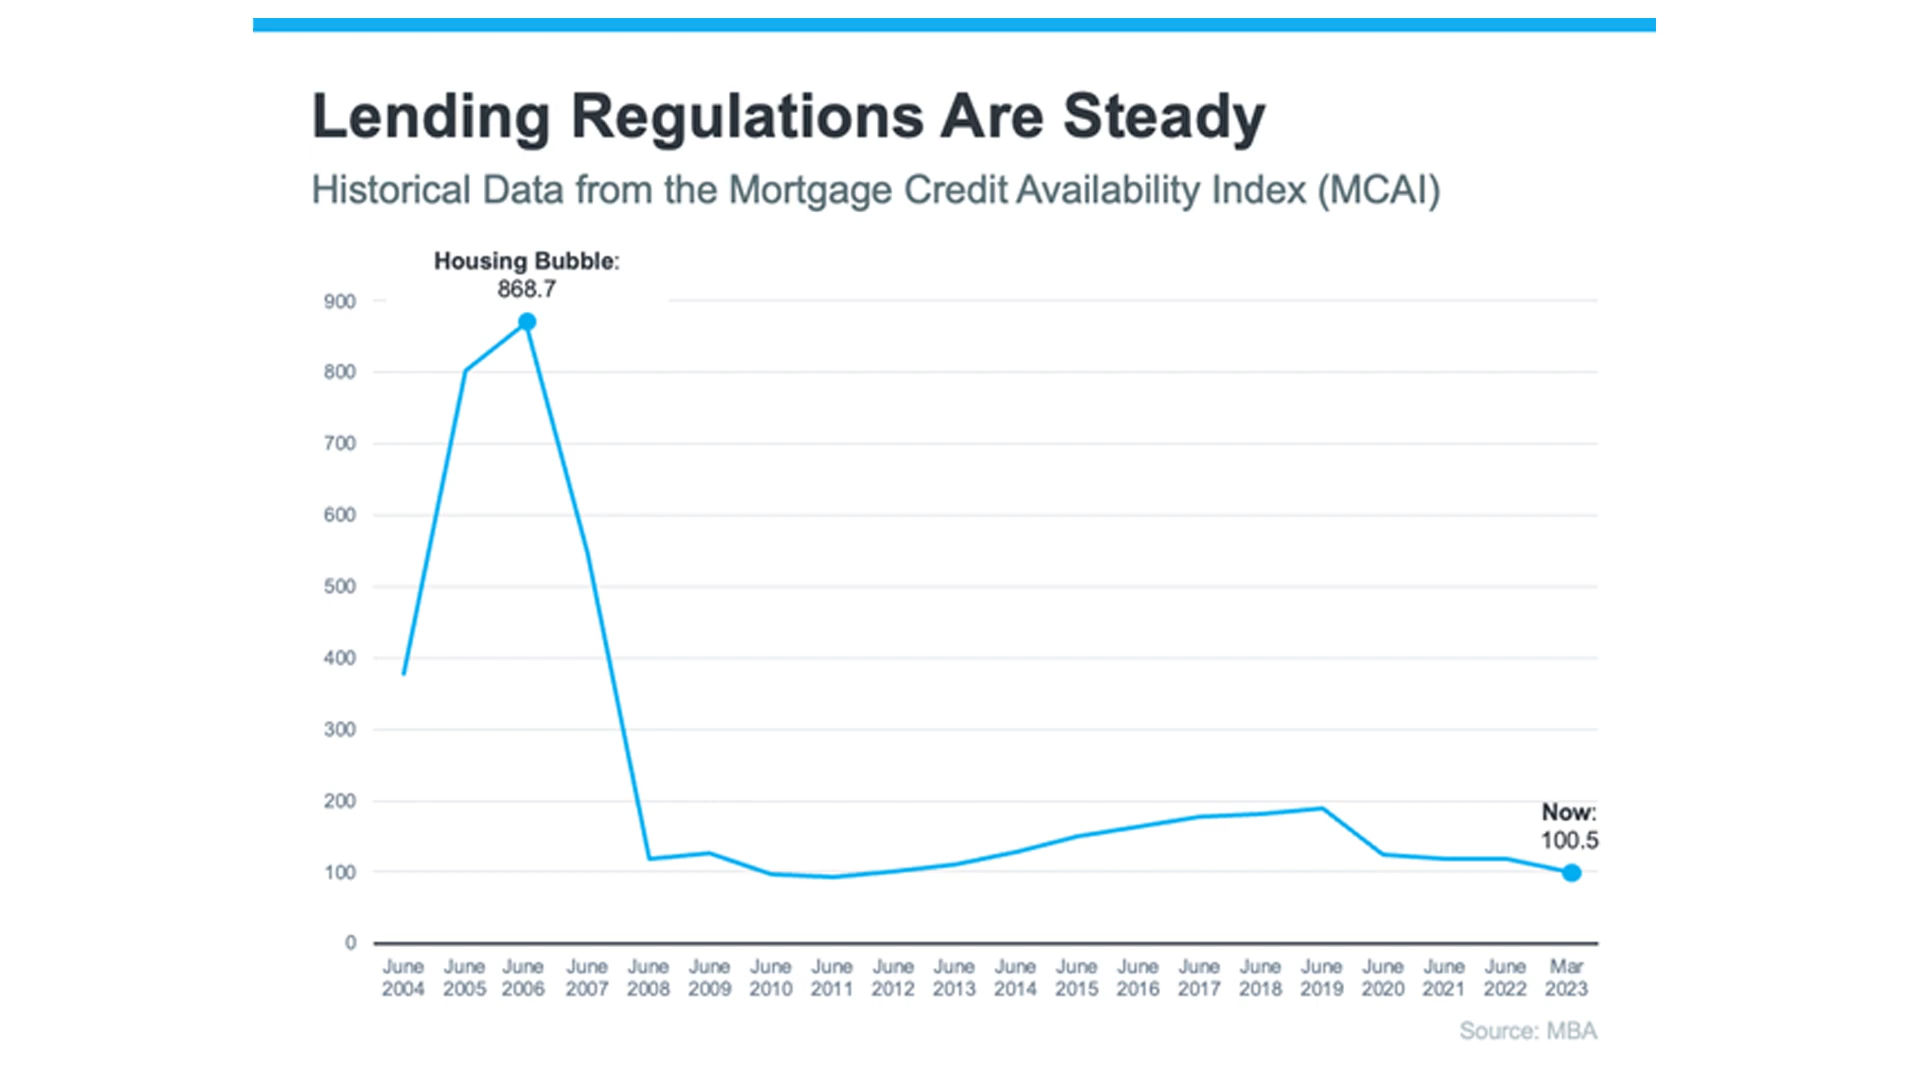 Lending Regulations Are Steady
Historical Data from the Mortgage Credit Availability Index (MCAI)
Housing Bubble:
868.7
900
800
700
600
500
400
300
200
100
0
Now:
100.5
June 2004
June 2005
June 2006
June 2007
June 2008
June 2009
June 2010
June 2011
June 2012
June 2013
June 2014
June 2015
June 2016
June 2017
June 2018
June 2019
June 2020
June 2021
June 2022
Mar 2023
Source: MBA